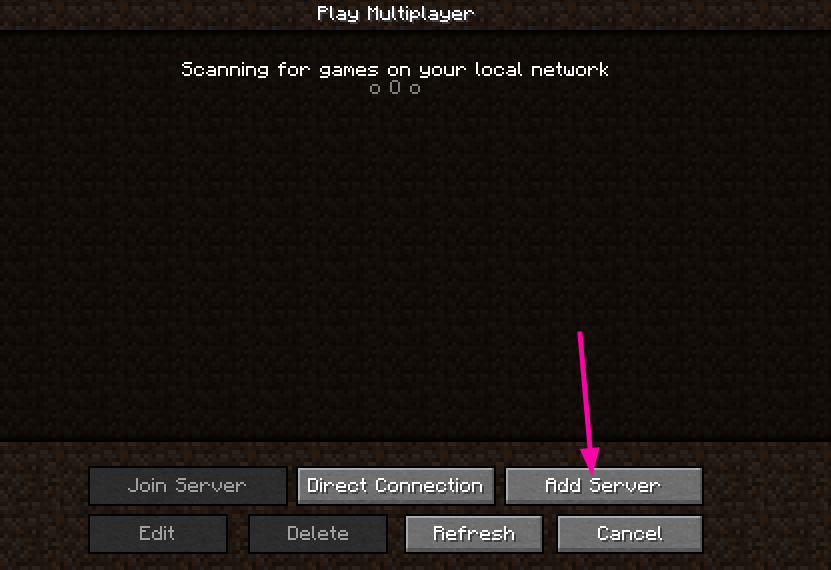 Play Multiplayer
Scanning for games on your local network
o O o
Join Server Direct Connection Add Server
Edit Delete Refresh Cancel